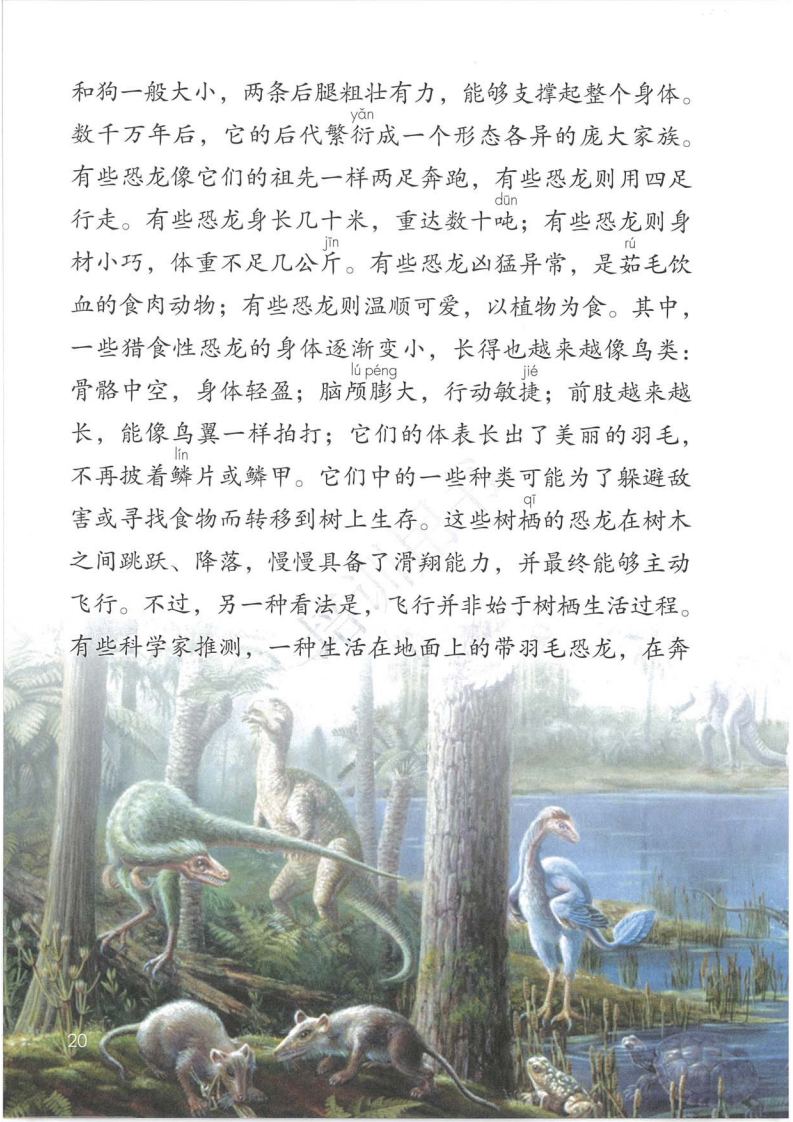 和狗一般大小，两条后腿粗壮有力，能够支撑起整个身体。
yǎn
数千万年后，它的后代繁衍成一个形态各异的庞大家族。
有些恐龙像它们的祖先一样两足奔跑，有些恐龙则用四足
dūn
行走。有些恐龙身长几十米，重达数十吨；有些恐龙则身
jīn rú
材小巧，体重不足几公斤。有些恐龙凶猛异常，是茹毛饮
血的食肉动物；有些恐龙则温顺可爱，以植物为食。其中，
一些猎食性恐龙的身体逐渐变小，长得也越来越像鸟类：
lú péng jié
骨骼中空，身体轻盈；脑颅膨大，行动敏捷；前肢越来越
长，能像鸟翼一样拍打；它们的体表长出了美丽的羽毛，
lín
不再披着鳞片或鳞甲。它们中的一些种类可能为了躲避敌
qī
害或寻找食物而转移到树上生存。这些树栖的恐龙在树木
之间跳跃、降落，慢慢具备了滑翔能力，并最终能够主动
飞行。不过，另一种看法是，飞行并非始于树栖生活过程。
有些科学家推测，一种生活在地面上的带羽毛恐龙，在奔
20